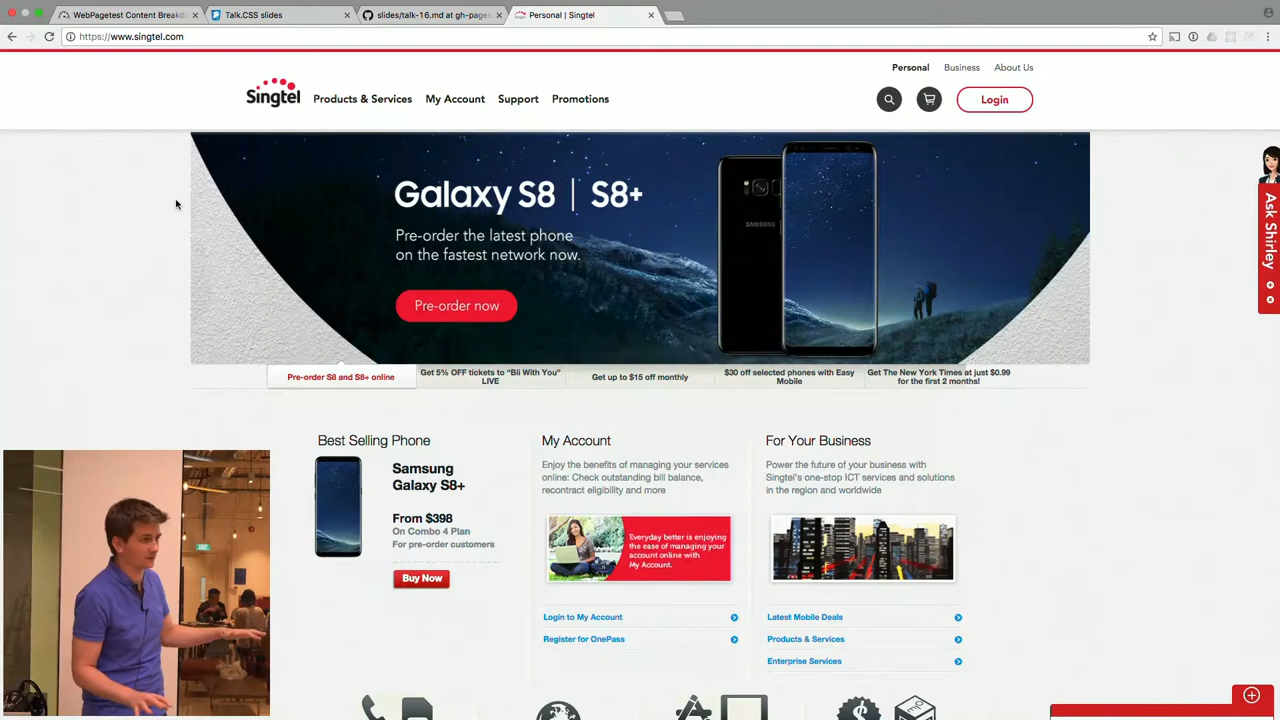 WebPagetest Content Breakd
Talk.CSS slides
slides/talk-16.md at gh-pages
Personal | Singtel
https://www.singtel.com
Personal
Business
About Us
Singtel
Products & Services
My Account
Support
Promotions
Login
Galaxy S8 | S8+
Pre-order the latest phone
on the fastest network now.
Pre-order now
SAMSUNG
Ask Shirley
Pre-order S8 and S8+ online
Get 5% OFF tickets to “Bii With You”
LIVE
Get up to $15 off monthly
$30 off selected phones with Easy
Mobile
Get The New York Times at just $0.99
for the first 2 months!
Best Selling Phone
Samsung
Galaxy S8+
From $398
On Combo 4 Plan
For pre-order customers
Buy Now
My Account
Enjoy the benefits of managing your services
online: Check outstanding bill balance,
recontract eligibility and more
Everyday better is enjoying
the ease of managing your
account online with
My Account.
Login to My Account
Register for OnePass
For Your Business
Power the future of your business with
Singtel's one-stop ICT services and solutions
in the region and worldwide
Latest Mobile Deals
Products & Services
Enterprise Services
EXIT